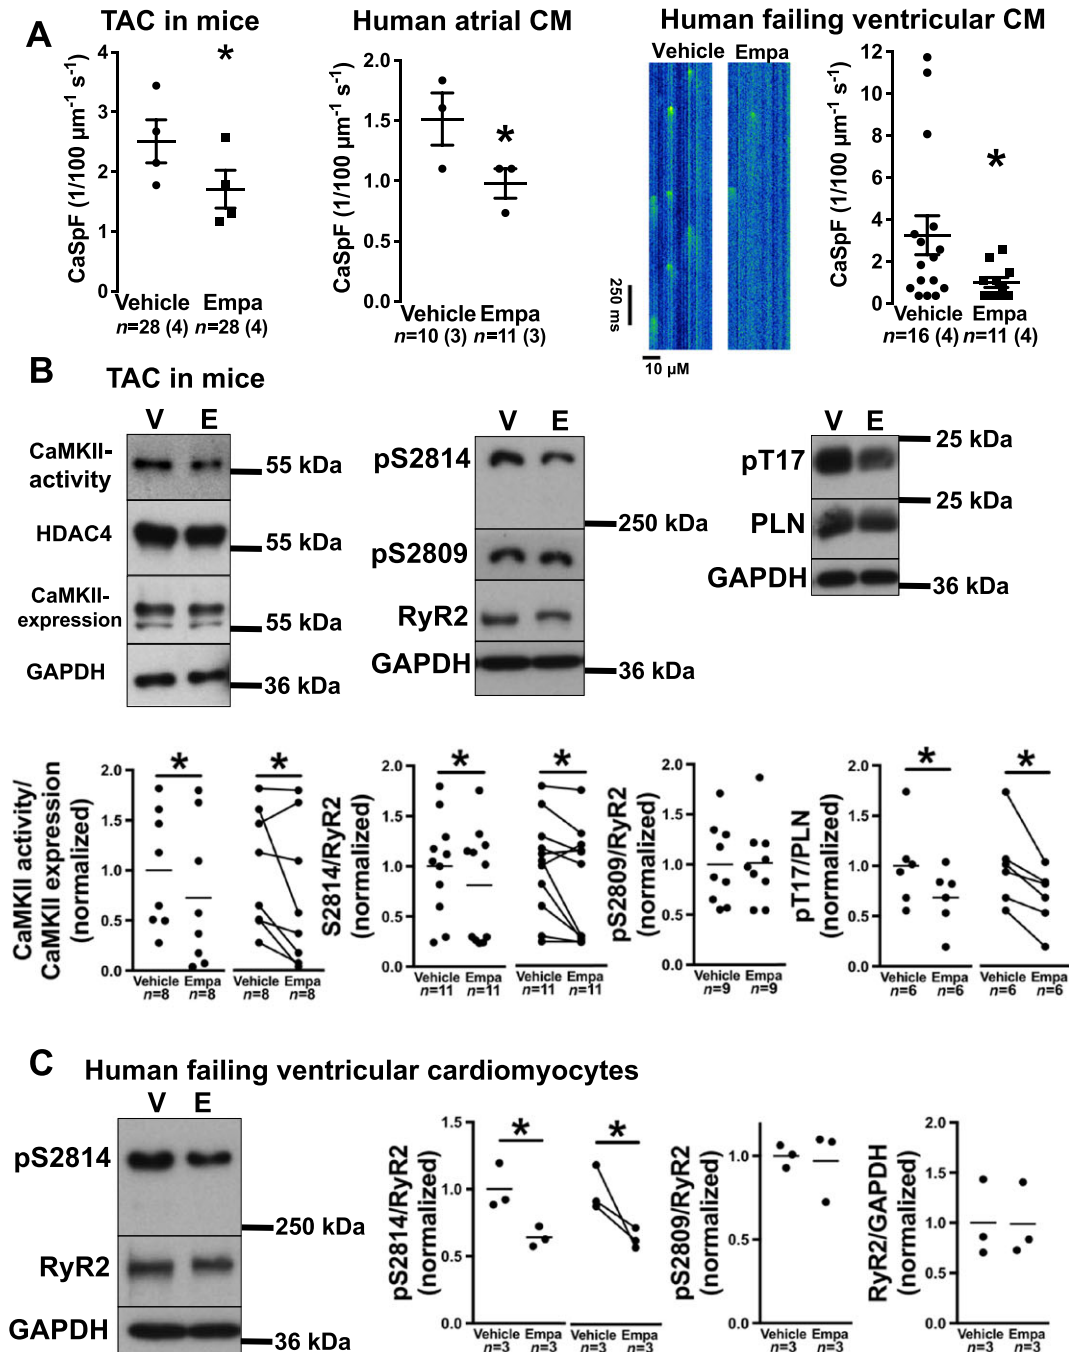 A
TAC in mice
Human atrial CM
Human failing ventricular CM
CaSpF (1/100 µm⁻¹ s⁻¹)
4
3
2
1
0
*
Vehicle Empa
n=28 (4) n=28 (4)
CaSpF (1/100 µm⁻¹ s⁻¹)
2.0
1.5
1.0
0.5
0.0
*
Vehicle Empa
n=10 (3) n=11 (3)
Vehicle Empa
250 ms
10 µM
CaSpF (1/100 µm⁻¹ s⁻¹)
12
10
8
6
4
2
0
*
Vehicle Empa
n=16 (4) n=11 (4)
B
TAC in mice
V E
CaMKII-
activity
55 kDa
HDAC4
55 kDa
CaMKII-
expression
55 kDa
GAPDH
36 kDa
V E
pS2814
250 kDa
pS2809
RyR2
GAPDH
36 kDa
V E
25 kDa
pT17
25 kDa
PLN
GAPDH
36 kDa
CaMKII activity/
CaMKII expression
(normalized)
2.0
1.5
1.0
0.5
0.0
*
*
Vehicle Empa Vehicle Empa
n=8 n=8 n=8 n=8
S2814/RyR2
(normalized)
2.0
1.5
1.0
0.5
0.0
*
*
Vehicle Empa Vehicle Empa
n=11 n=11 n=11 n=11
pS2809/RyR2
(normalized)
2.0
1.5
1.0
0.5
0.0
Vehicle Empa
n=9 n=9
pT17/PLN
(normalized)
2.0
1.5
1.0
0.5
0.0
*
*
Vehicle Empa Vehicle Empa
n=6 n=6 n=6 n=6
C
Human failing ventricular cardiomyocytes
V E
pS2814
250 kDa
RyR2
GAPDH
36 kDa
pS2814/RyR2
(normalized)
1.5
1.0
0.5
0.0
*
*
Vehicle Empa Vehicle Empa
n=3 n=3 n=3 n=3
pS2809/RyR2
(normalized)
1.0
0.5
0.0
Vehicle Empa
n=3 n=3
RyR2/GAPDH
(normalized)
2.0
1.5
1.0
0.5
0.0
Vehicle Empa
n=3 n=3